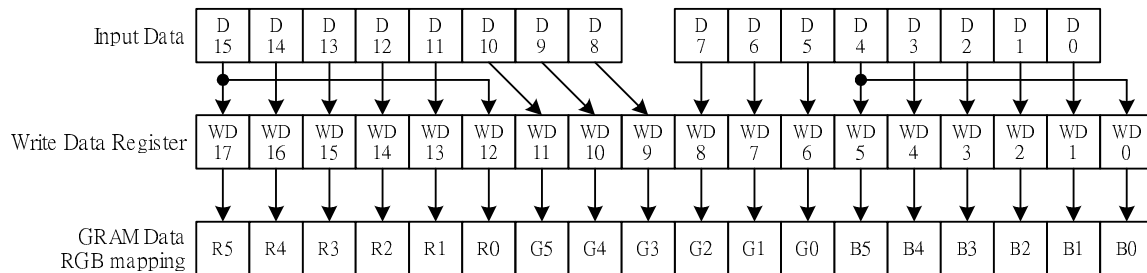 Input Data D 15 D 14 D 13 D 12 D 11 D 10 D 9 D 8 D 7 D 6 D 5 D 4 D 3 D 2 D 1 D 0
Write Data Register WD 17 WD 16 WD 15 WD 14 WD 13 WD 12 WD 11 WD 10 WD 9 WD 8 WD 7 WD 6 WD 5 WD 4 WD 3 WD 2 WD 1 WD 0
GRAM Data
RGB mapping R5 R4 R3 R2 R1 R0 G5 G4 G3 G2 G1 G0 B5 B4 B3 B2 B1 B0